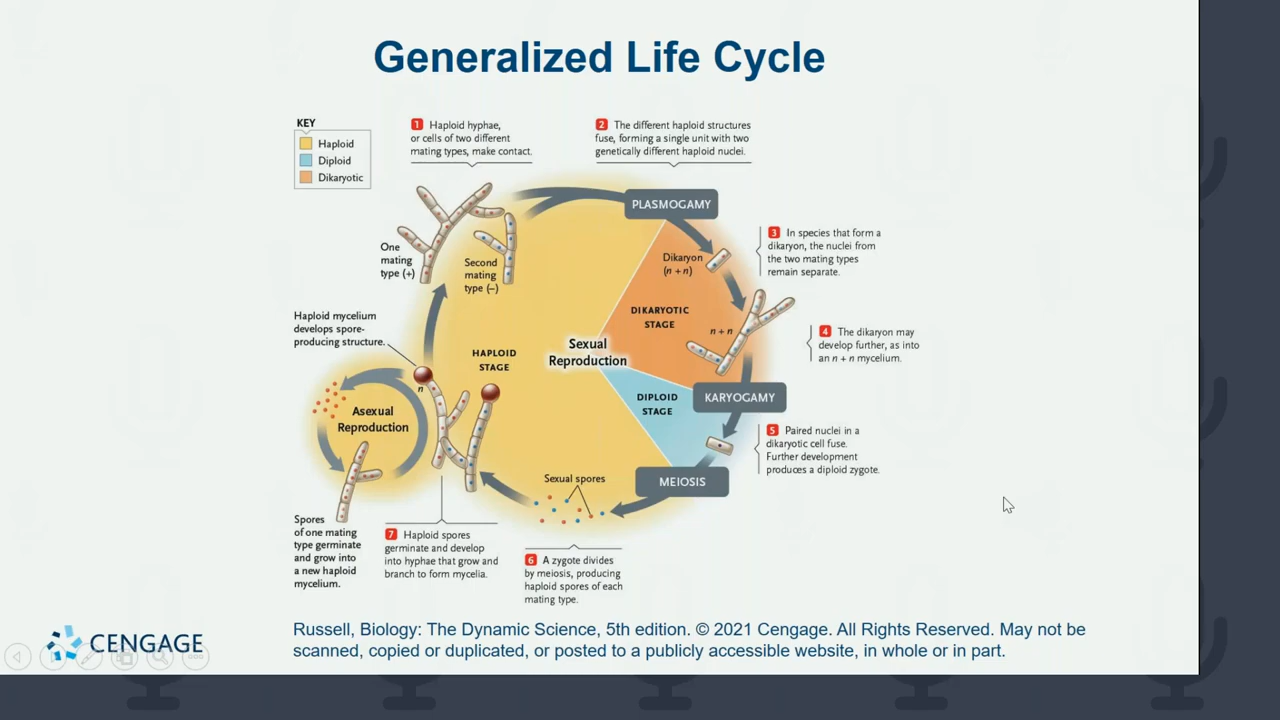 Generalized Life Cycle
KEY
Haploid
Diploid
Dikaryotic
1 Haploid hyphae,
or cells of two different
mating types, make contact.
2 The different haploid structures
fuse, forming a single unit with two
genetically different haploid nuclei.
PLASMOGAMY
3 In species that form a
dikaryon, the nuclei from
the two mating types
remain separate.
One
mating
type (+)
Second
mating
type (–)
Dikaryon
(n + n)
DIKARYOTIC
STAGE
n + n
4 The dikaryon may
develop further, as into
an n + n mycelium.
Haploid mycelium
develops spore-
producing structure.
HAPLOID
STAGE
Sexual
Reproduction
n
DIPLOID
STAGE
KARYOGAMY
Asexual
Reproduction
5 Paired nuclei in a
dikaryotic cell fuse.
Further development
produces a diploid zygote.
Sexual spores
MEIOSIS
Spores
of one mating
type germinate
and grow into
a new haploid
mycelium.
7 Haploid spores
germinate and develop
into hyphae that grow and
branch to form mycelia.
6 A zygote divides
by meiosis, producing
haploid spores of each
mating type.
CENGAGE
Russell, Biology: The Dynamic Science, 5th edition. © 2021 Cengage. All Rights Reserved. May not be
scanned, copied or duplicated, or posted to a publicly accessible website, in whole or in part.